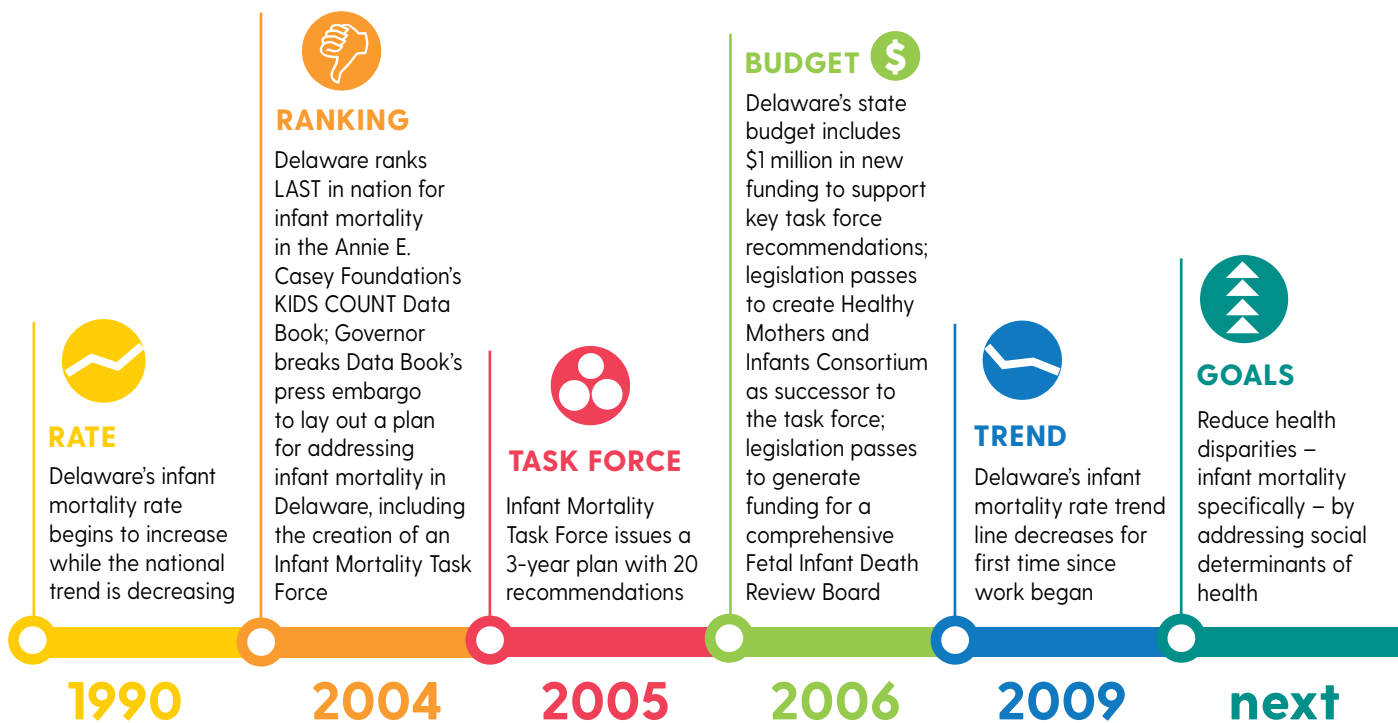 RATE
Delaware's infant
mortality rate
begins to increase
while the national
trend is decreasing
1990
RANKING
Delaware ranks
LAST in nation for
infant mortality
in the Annie E.
Casey Foundation's
KIDS COUNT Data
Book; Governor
breaks Data Book's
press embargo
to lay out a plan
for addressing
infant mortality in
Delaware, including
the creation of an
Infant Mortality Task
Force
2004
TASK FORCE
Infant Mortality
Task Force issues a
3-year plan with 20
recommendations
2005
BUDGET $
Delaware's state
budget includes
$1 million in new
funding to support
key task force
recommendations;
legislation passes
to create Healthy
Mothers and
Infants Consortium
as successor to
the task force;
legislation passes
to generate
funding for a
comprehensive
Fetal Infant Death
Review Board
2006
TREND
Delaware's infant
mortality rate trend
line decreases for
first time since
work began
2009
GOALS
Reduce health
disparities –
infant mortality
specifically – by
addressing social
determinants of
health
next